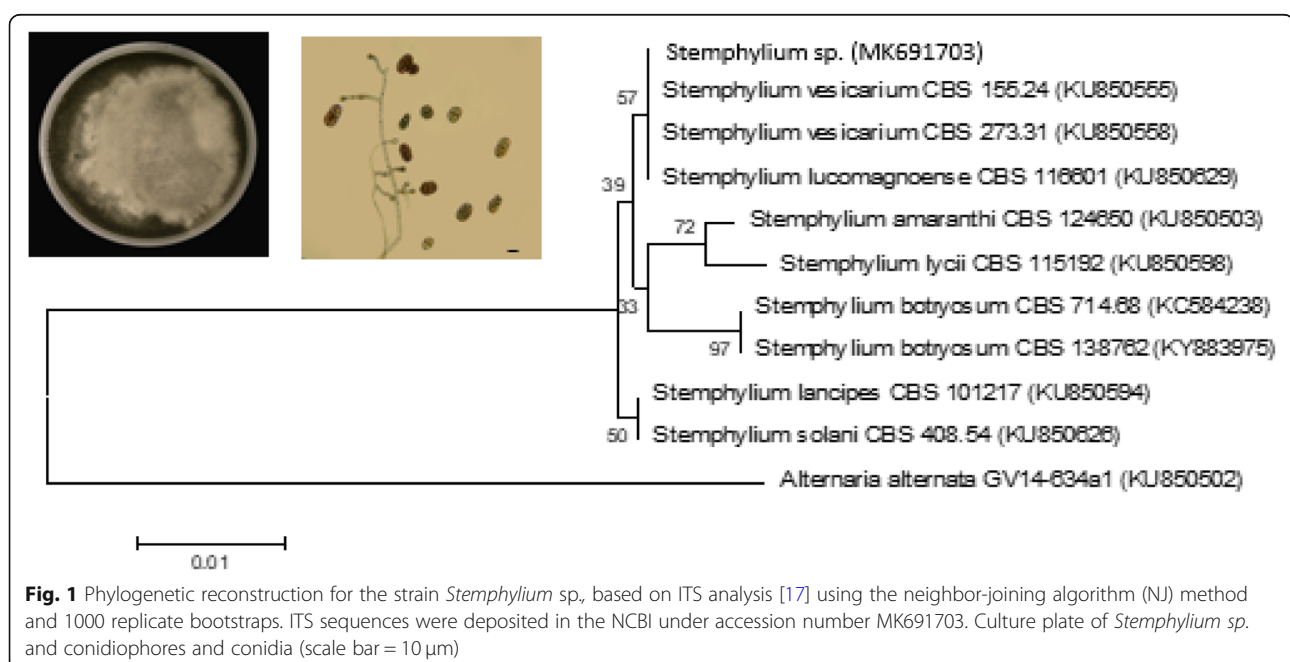 Stemphylium sp. (MK691703)
57
Stemphylium vesicarium CBS 155.24 (KU850555)
Stemphylium vesicarium CBS 273.31 (KU850558)
39
Stemphylium lucomagnoense CBS 116601 (KU850629)
72
Stemphylium amaranthi CBS 124650 (KU850503)
Stemphylium lycii CBS 115192 (KU850598)
33
Stemphylium botryosum CBS 714.68 (KC584238)
97
Stemphylium botryosum CBS 138762 (KY883975)
Stemphylium lancipes CBS 101217 (KU850594)
50
Stemphylium solani CBS 408.54 (KU850626)
Alternaria alternata GV14-634a1 (KU850502)
0.01
Fig. 1 Phylogenetic reconstruction for the strain Stemphylium sp., based on ITS analysis [17] using the neighbor-joining algorithm (NJ) method
and 1000 replicate bootstraps. ITS sequences were deposited in the NCBI under accession number MK691703. Culture plate of Stemphylium sp.
and conidiophores and conidia (scale bar = 10 μm)